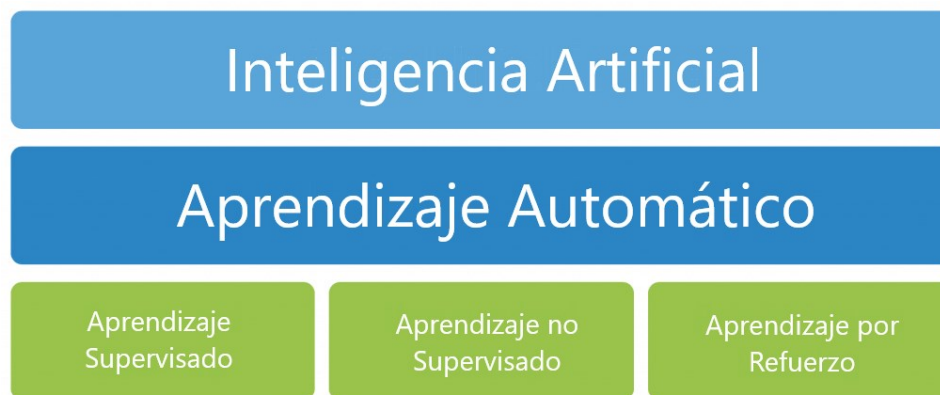 Inteligencia Artificial
Aprendizaje Automático
Aprendizaje
Supervisado
Aprendizaje no
Supervisado
Aprendizaje por
Refuerzo